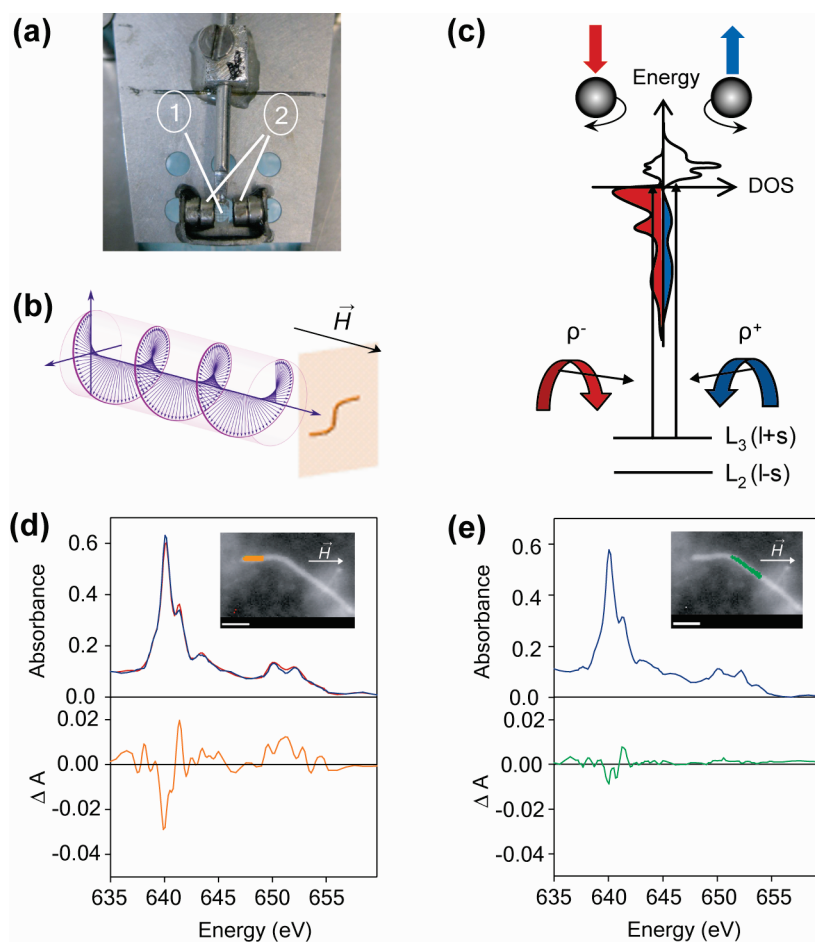 (a)
1
2
(b)
H
(c)
Energy
DOS
ρ-
ρ+
L3 (l+s)
L2 (l-s)
(d)
Absorbance
0.6
0.4
0.2
0.0
H
Δ A
0.02
0.00
-0.02
-0.04
635
640
645
650
655
Energy (eV)
(e)
Absorbance
0.6
0.4
0.2
0.0
H
Δ A
0.02
0.00
-0.02
-0.04
635
640
645
650
655
Energy (eV)